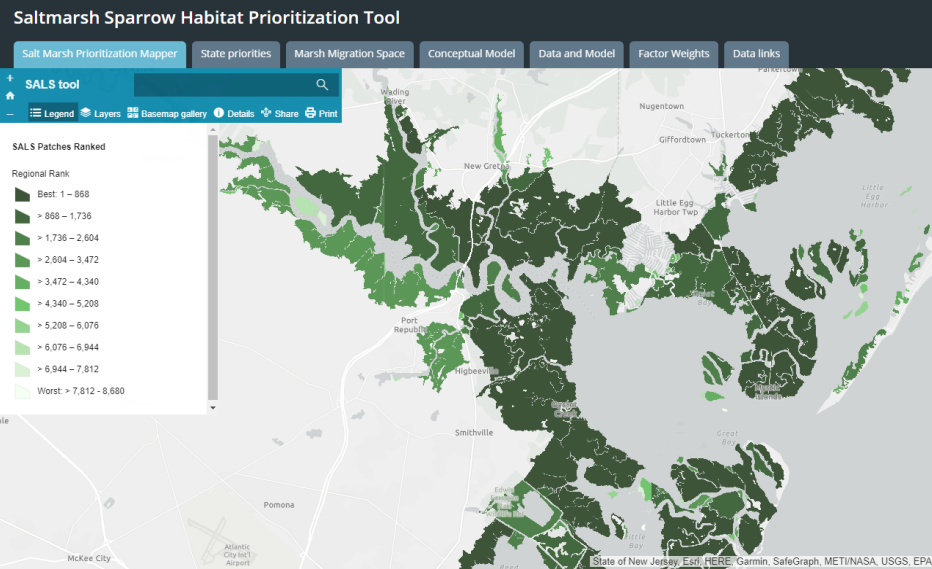 Saltmarsh Sparrow Habitat Prioritization Tool
Salt Marsh Prioritization Mapper
State priorities
Marsh Migration Space
Conceptual Model
Data and Model
Factor Weights
Data links
SALS tool
Legend
Layers
Basemap gallery
Details
Share
Print
SALS Patches Ranked
Regional Rank
Best: 1 – 868
> 868 – 1,736
> 1,736 – 2,604
> 2,604 – 3,472
> 3,472 – 4,340
> 4,340 – 5,208
> 5,208 – 6,076
> 6,076 – 6,944
> 6,944 – 7,812
Worst: > 7,812 - 8,680
Parkertown
Wading
River
Nugentown
Giffordtown
Tuckerton
New Gretna
Little
Egg
Harbor
Little Egg
Harbor Twp
Great
Bay
Port
Republic
Higbeeville
Mystic
Islands
Smithville
Great
Bay
Pomona
Little
Bay
Atlantic
City Int'l
Airport
McKee City
State of New Jersey, Esri, HERE, Garmin, SafeGraph, METI/NASA, USGS, EPA